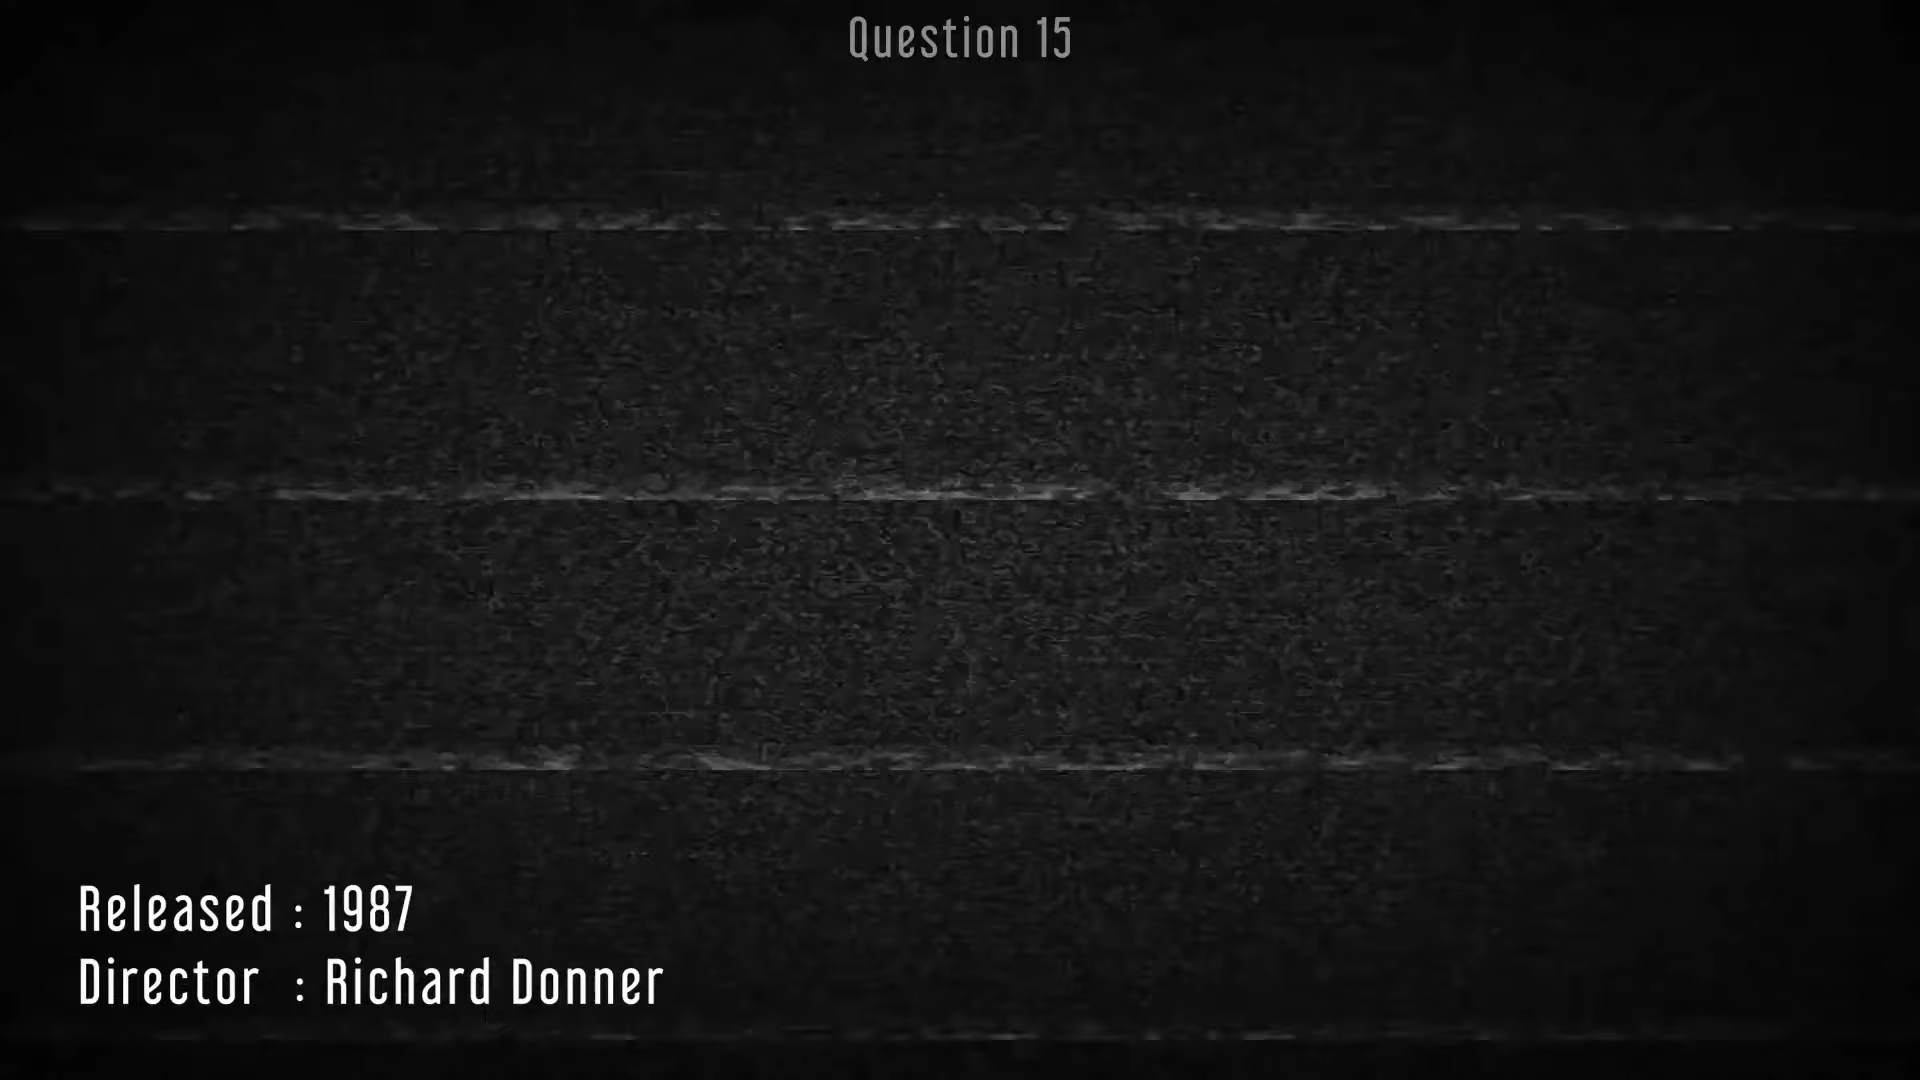 Question 15
Released : 1987
Director : Richard Donner